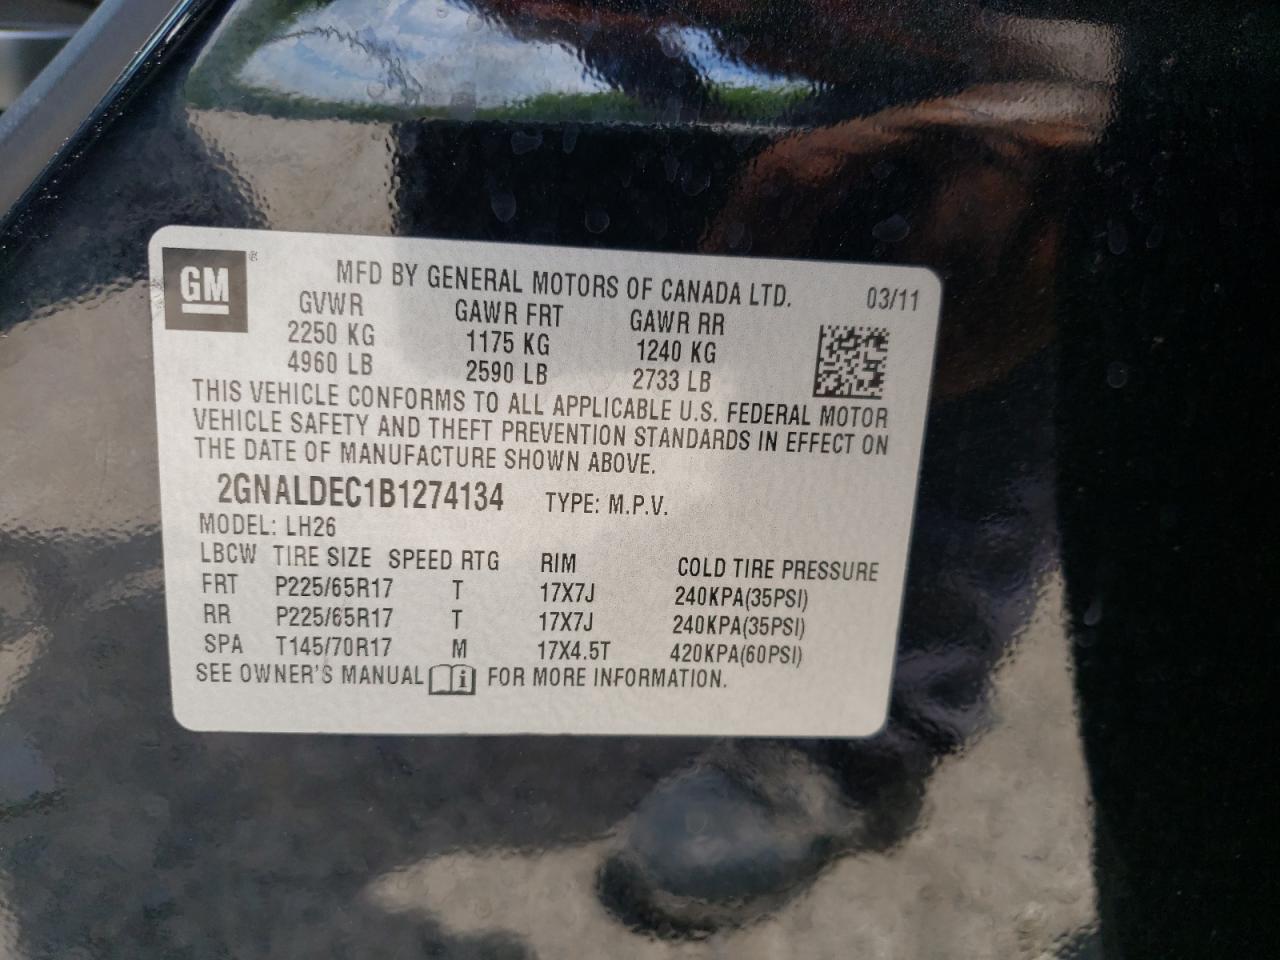 GM ® MFD BY GENERAL MOTORS OF CANADA LTD. 03/11
GVWR GAWR FRT GAWR RR
2250 KG 1175 KG 1240 KG
4960 LB 2590 LB 2733 LB
THIS VEHICLE CONFORMS TO ALL APPLICABLE U.S. FEDERAL MOTOR
VEHICLE SAFETY AND THEFT PREVENTION STANDARDS IN EFFECT ON
THE DATE OF MANUFACTURE SHOWN ABOVE.
2GNALDEC1B1274134 TYPE: M.P.V.
MODEL: LH26
LBCW TIRE SIZE SPEED RTG RIM COLD TIRE PRESSURE
FRT P225/65R17 T 17X7J 240KPA(35PSI)
RR P225/65R17 T 17X7J 240KPA(35PSI)
SPA T145/70R17 M 17X4.5T 420KPA(60PSI)
SEE OWNER'S MANUAL i FOR MORE INFORMATION.